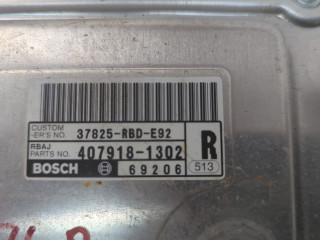 CUSTOM
-ER'S NO. 37825-RBD-E92
RBAJ
PARTS NO. 407918-1302 R
BOSCH 69206 513